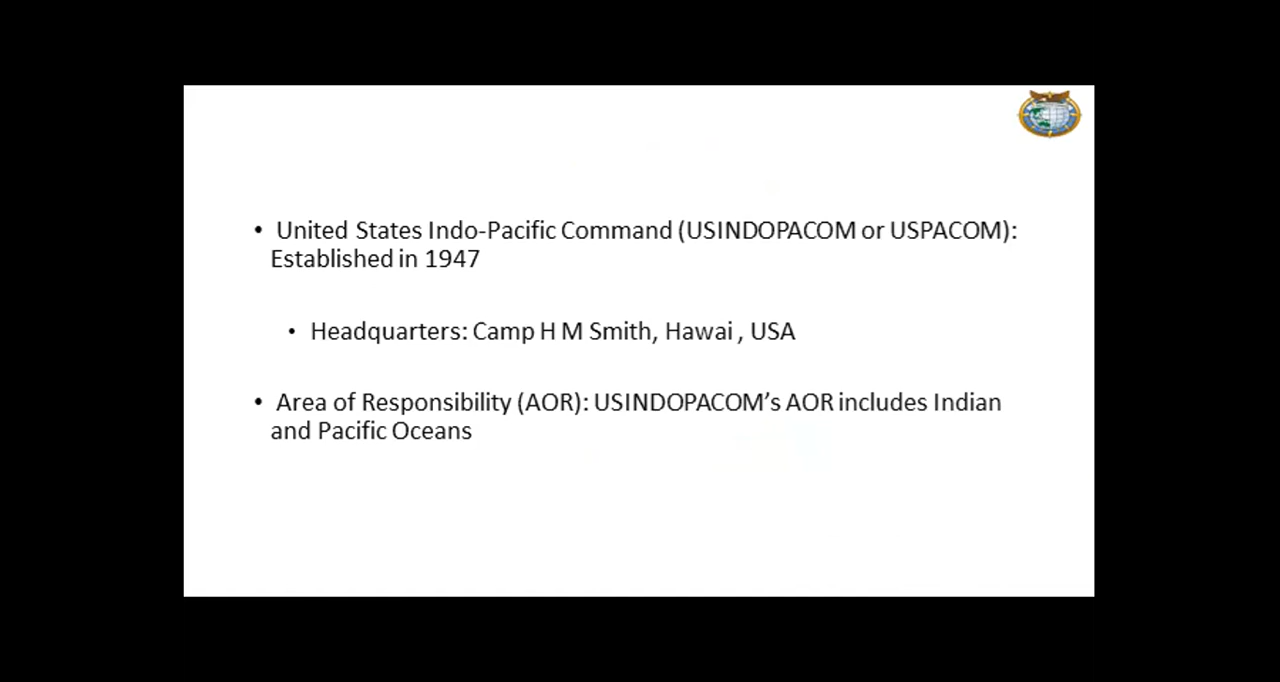 • United States Indo-Pacific Command (USINDOPACOM or USPACOM):
Established in 1947
• Headquarters: Camp H M Smith, Hawai , USA
• Area of Responsibility (AOR): USINDOPACOM’s AOR includes Indian
and Pacific Oceans